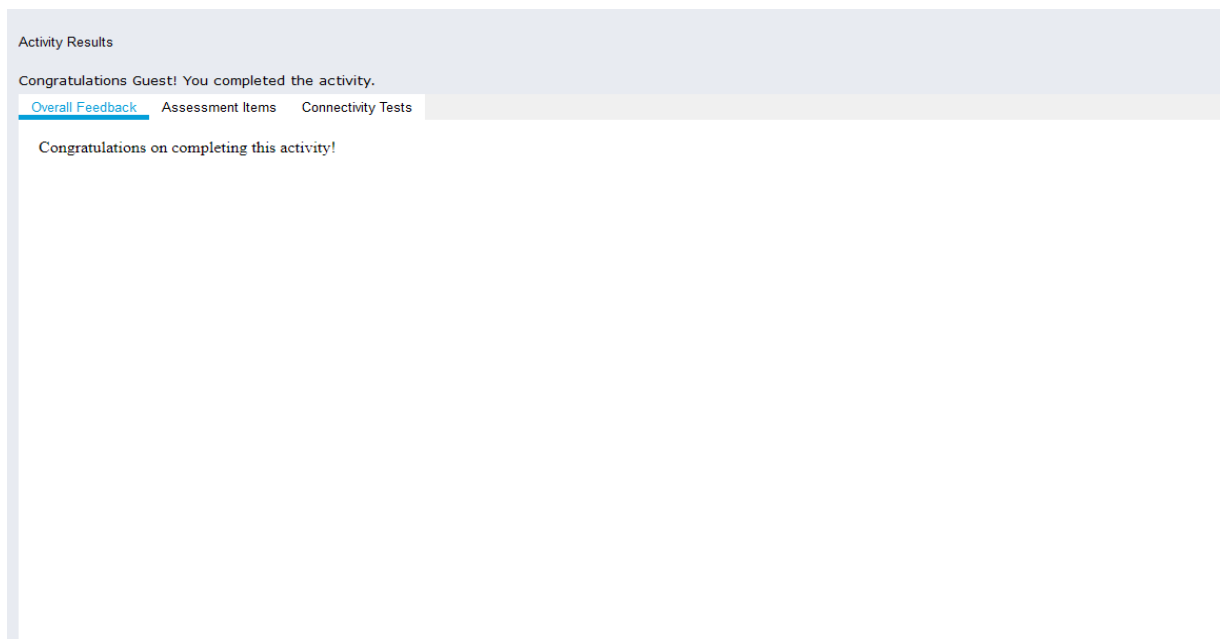 Activity Results
Congratulations Guest! You completed the activity.
Overall Feedback Assessment Items Connectivity Tests
Congratulations on completing this activity!